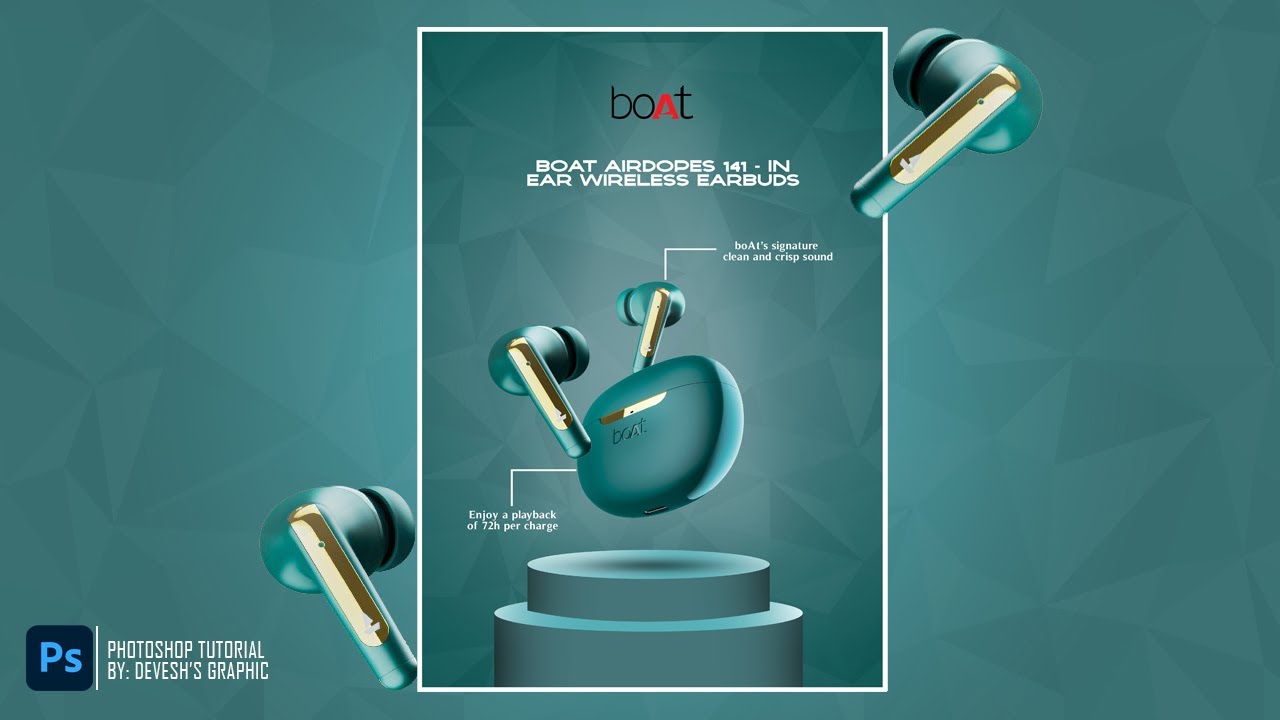 boAt
BOAT AIRDOPES 141 - IN
EAR WIRELESS EARBUDS
boAt's signature
clean and crisp sound
boAt
Enjoy a playback
of 72h per charge
Ps
PHOTOSHOP TUTORIAL
BY: DEVESH'S GRAPHIC